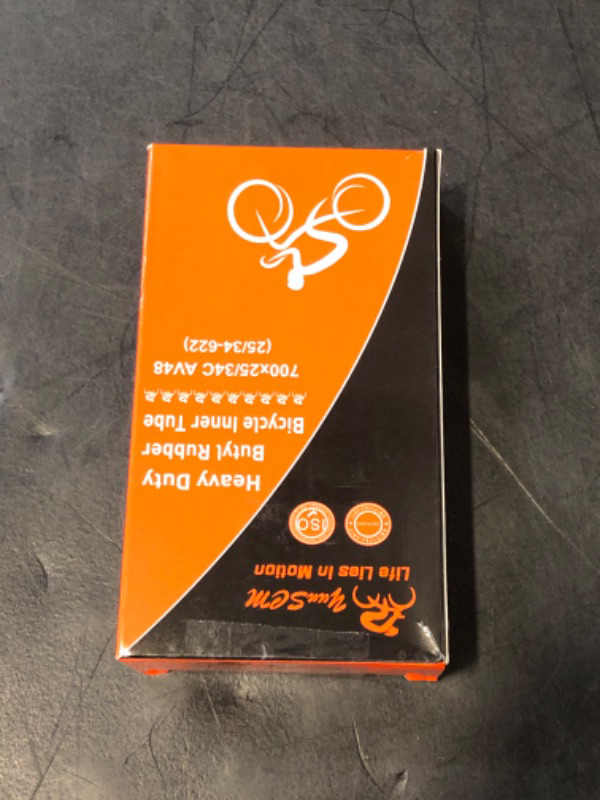 YunSCM
Life Lies In Motion
ISO
Heavy Duty
Butyl Rubber
Bicycle Inner Tube
700x25/34C AV48
(25/34-622)